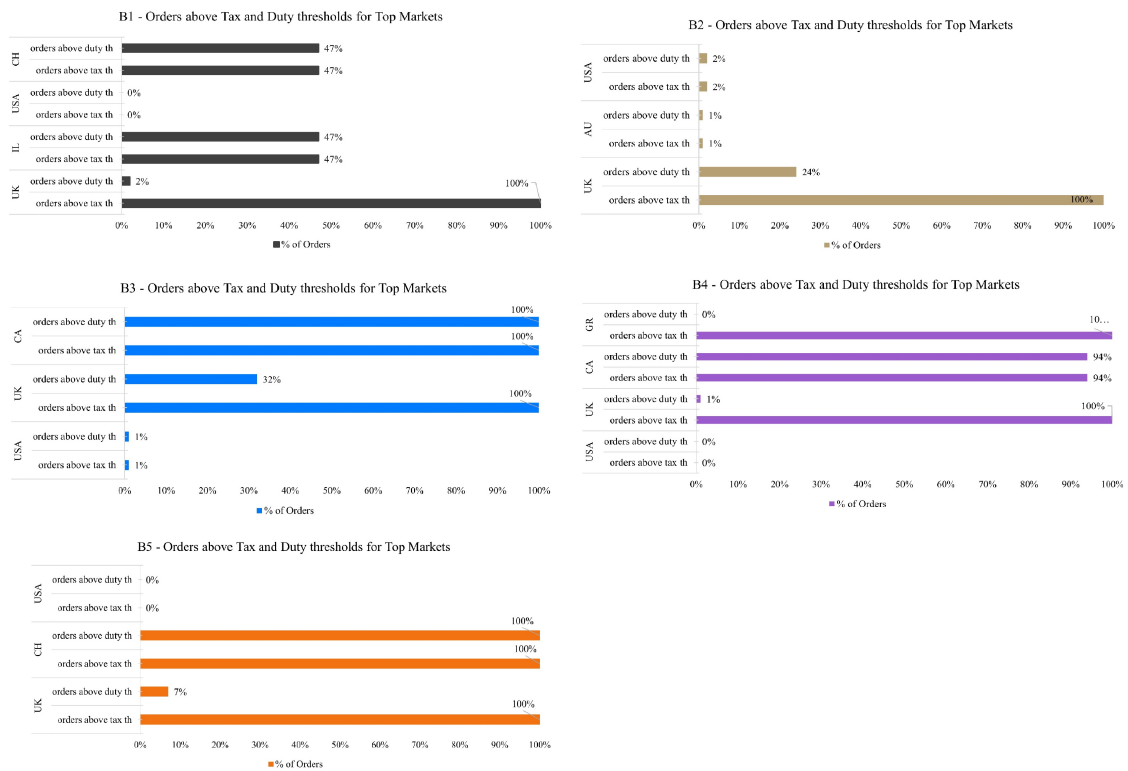 B1 - Orders above Tax and Duty thresholds for Top Markets
CH
orders above duty th 47%
orders above tax th 47%
USA
orders above duty th 0%
orders above tax th 0%
IL
orders above duty th 47%
orders above tax th 47%
UK
orders above duty th 2%
orders above tax th 100%
0% 10% 20% 30% 40% 50% 60% 70% 80% 90% 100%
% of Orders
B2 - Orders above Tax and Duty thresholds for Top Markets
USA
orders above duty th 2%
orders above tax th 2%
AU
orders above duty th 1%
orders above tax th 1%
UK
orders above duty th 24%
orders above tax th 100%
0% 10% 20% 30% 40% 50% 60% 70% 80% 90% 100%
% of Orders
B3 - Orders above Tax and Duty thresholds for Top Markets
CA
orders above duty th 100%
orders above tax th 100%
UK
orders above duty th 32%
orders above tax th 100%
USA
orders above duty th 1%
orders above tax th 1%
0% 10% 20% 30% 40% 50% 60% 70% 80% 90% 100%
% of Orders
B4 - Orders above Tax and Duty thresholds for Top Markets
GR
orders above duty th 0%
orders above tax th 10...
CA
orders above duty th 94%
orders above tax th 94%
UK
orders above duty th 1%
orders above tax th 100%
USA
orders above duty th 0%
orders above tax th 0%
0% 10% 20% 30% 40% 50% 60% 70% 80% 90% 100%
% of Orders
B5 - Orders above Tax and Duty thresholds for Top Markets
USA
orders above duty th 0%
orders above tax th 0%
CH
orders above duty th 100%
orders above tax th 100%
UK
orders above duty th 7%
orders above tax th 100%
0% 10% 20% 30% 40% 50% 60% 70% 80% 90% 100%
% of Orders